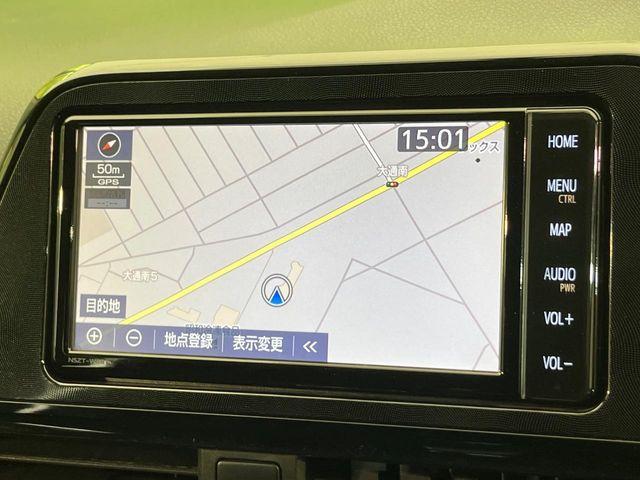 15:01
ックス
50m
GPS
大通南
大通南5
目的地
地点登録
表示変更
NSZT-W
HOME
MENU
CTRL
MAP
AUDIO
PWR
VOL+
VOL−